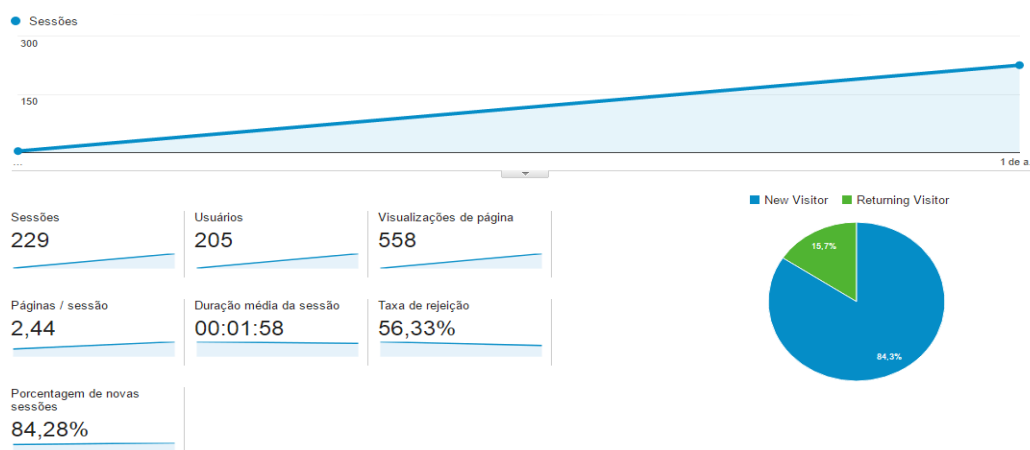 Sessões
300
150
...
1 de a.
New Visitor Returning Visitor
Sessões
229
Usuários
205
Visualizações de página
558
Páginas / sessão
2,44
Duração média da sessão
00:01:58
Taxa de rejeição
56,33%
Porcentagem de novas
sessões
84,28%
15,7%
84,3%